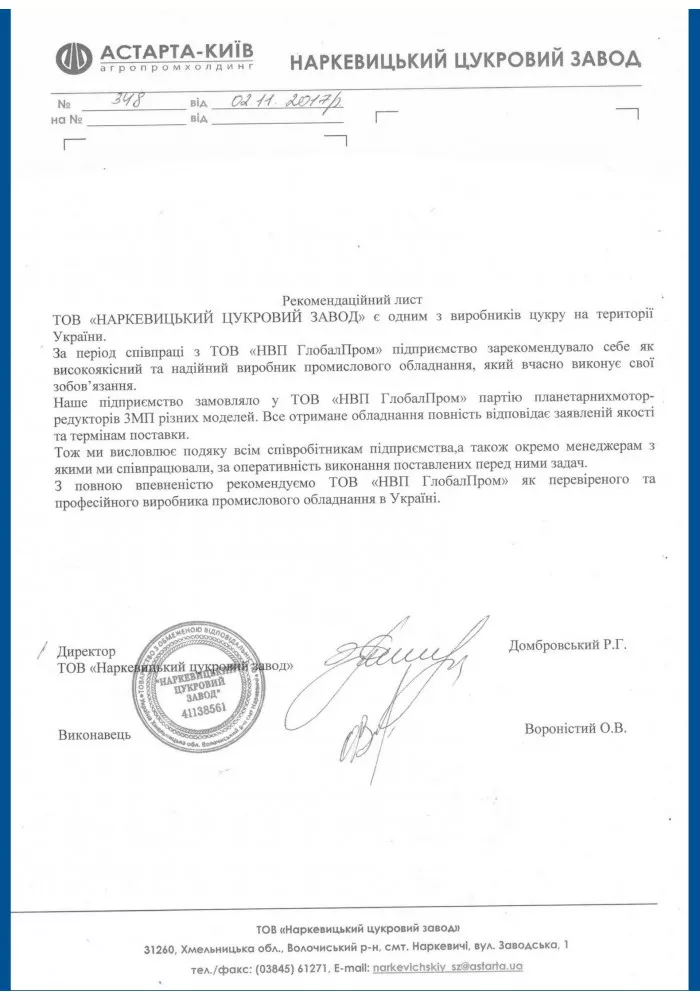 АСТАРТА-КИЇВ
агропромхолдинг
НАРКЕВИЦЬКИЙ ЦУКРОВИЙ ЗАВОД
№ 348 від 02.11.2017р.
на № від
Рекомендаційний лист
ТОВ «НАРКЕВИЦЬКИЙ ЦУКРОВИЙ ЗАВОД» є одним з виробників цукру на території
України.
За період співпраці з ТОВ «НВП ГлобалПром» підприємство зарекомендувало себе як
високоякісний та надійний виробник промислового обладнання, який вчасно виконує свої
зобов’язання.
Наше підприємство замовляло у ТОВ «НВП ГлобалПром» партію планетарнихмотор-
редукторів 3МП різних моделей. Все отримане обладнання повність відповідає заявленій якості
та термінам поставки.
Тож ми висловлює подяку всім співробітникам підприємства,а також окремо менеджерам з
якими ми співпрацювали, за оперативність виконання поставлених перед ними задач.
З повною впевненістю рекомендуємо ТОВ «НВП ГлобалПром» як перевіреного та
професійного виробника промислового обладнання в Україні.
Директор
ТОВ «Наркевицький цукровий завод»
Домбровський Р.Г.
"НАРКЕВИЦЬКИЙ
ЦУКРОВИЙ
ЗАВОД"
41138561
Виконавець
Вороністий О.В.
ТОВ «Наркевицький цукровий завод»
31260, Хмельницька обл., Волочиський р-н, смт. Наркевичі, вул. Заводська, 1
тел./факс: (03845) 61271, E-mail: narkevichskiy_sz@astarta.ua